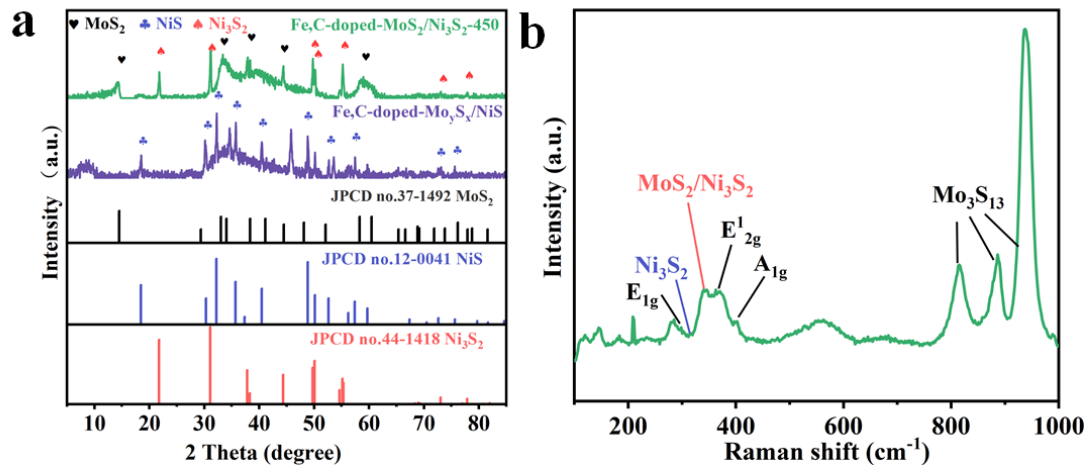 a
♥ MoS₂ ♣ NiS ♠ Ni₃S₂
Fe,C-doped-MoS₂/Ni₃S₂-450
Fe,C-doped-MoᵧSₓ/NiS
JPCD no.37-1492 MoS₂
JPCD no.12-0041 NiS
JPCD no.44-1418 Ni₃S₂
Intensity (a.u.)
10 20 30 40 50 60 70 80
2 Theta (degree)
b
MoS₂/Ni₃S₂
Mo₃S₁₃
E¹₂g
Ni₃S₂
A₁g
E₁g
Intensity (a.u.)
200 400 600 800 1000
Raman shift (cm⁻¹)